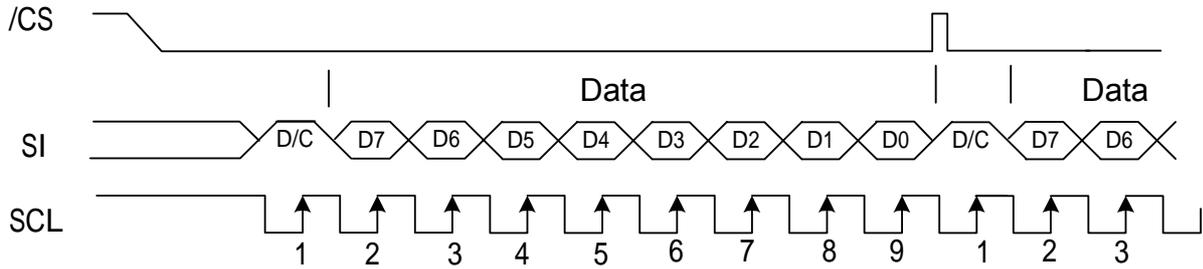 /CS
Data Data
SI D/C D7 D6 D5 D4 D3 D2 D1 D0 D/C D7 D6
SCL
1 2 3 4 5 6 7 8 9 1 2 3